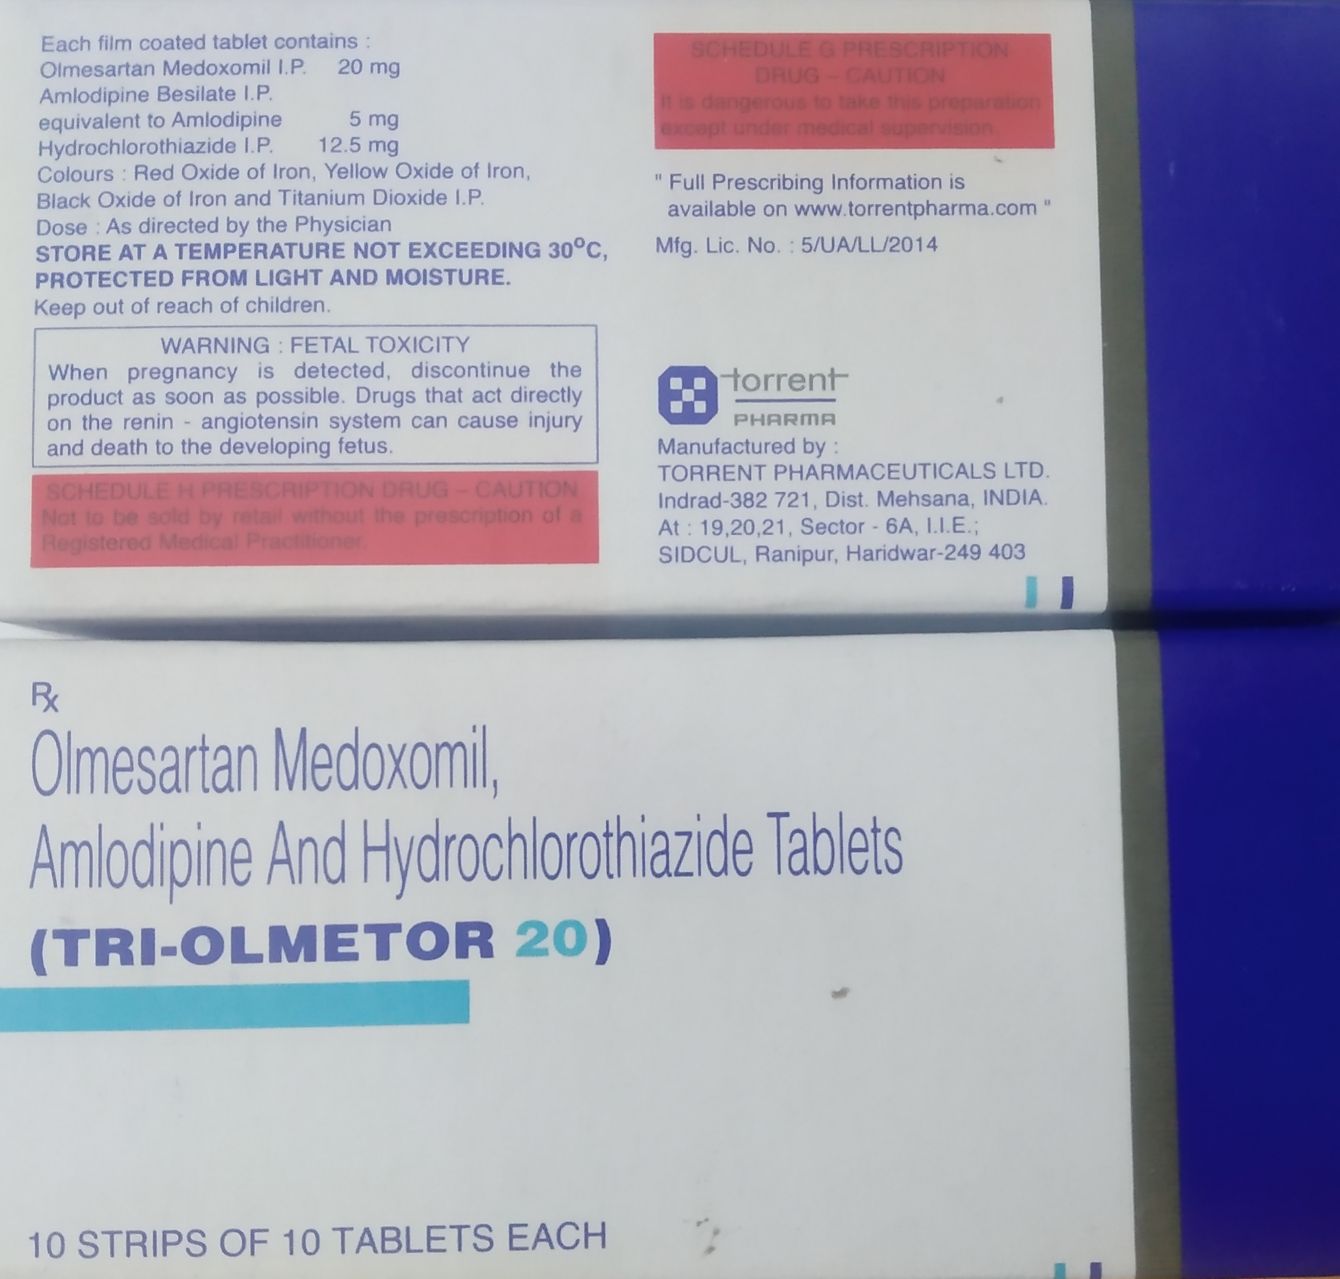 Each film coated tablet contains :
Olmesartan Medoxomil I.P. 20 mg
Amlodipine Besilate I.P.
equivalent to Amlodipine 5 mg
Hydrochlorothiazide I.P. 12.5 mg
Colours : Red Oxide of Iron, Yellow Oxide of Iron,
Black Oxide of Iron and Titanium Dioxide I.P.
Dose : As directed by the Physician
STORE AT A TEMPERATURE NOT EXCEEDING 30°C,
PROTECTED FROM LIGHT AND MOISTURE.
Keep out of reach of children.
WARNING : FETAL TOXICITY
When pregnancy is detected, discontinue the
product as soon as possible. Drugs that act directly
on the renin - angiotensin system can cause injury
and death to the developing fetus.
SCHEDULE H PRESCRIPTION DRUG – CAUTION
Not to be sold by retail without the prescription of a
Registered Medical Practitioner.
SCHEDULE G PRESCRIPTION
DRUG – CAUTION
It is dangerous to take this preparation
except under medical supervision.
" Full Prescribing Information is
available on www.torrentpharma.com "
Mfg. Lic. No. : 5/UA/LL/2014
torrent
PHARMA
Manufactured by :
TORRENT PHARMACEUTICALS LTD.
Indrad-382 721, Dist. Mehsana, INDIA.
At : 19,20,21, Sector - 6A, I.I.E.;
SIDCUL, Ranipur, Haridwar-249 403
Rx
Olmesartan Medoxomil,
Amlodipine And Hydrochlorothiazide Tablets
(TRI-OLMETOR 20)
10 STRIPS OF 10 TABLETS EACH